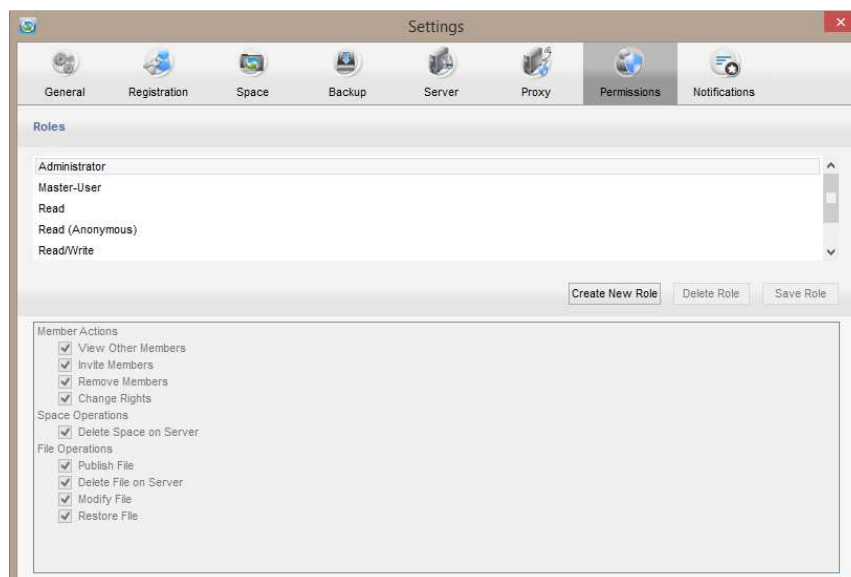 Settings
General Registration Space Backup Server Proxy Permissions Notifications
Roles
Administrator
Master-User
Read
Read (Anonymous)
Read/Write
Create New Role Delete Role Save Role
Member Actions
View Other Members
Invite Members
Remove Members
Change Rights
Space Operations
Delete Space on Server
File Operations
Publish File
Delete File on Server
Modify File
Restore File